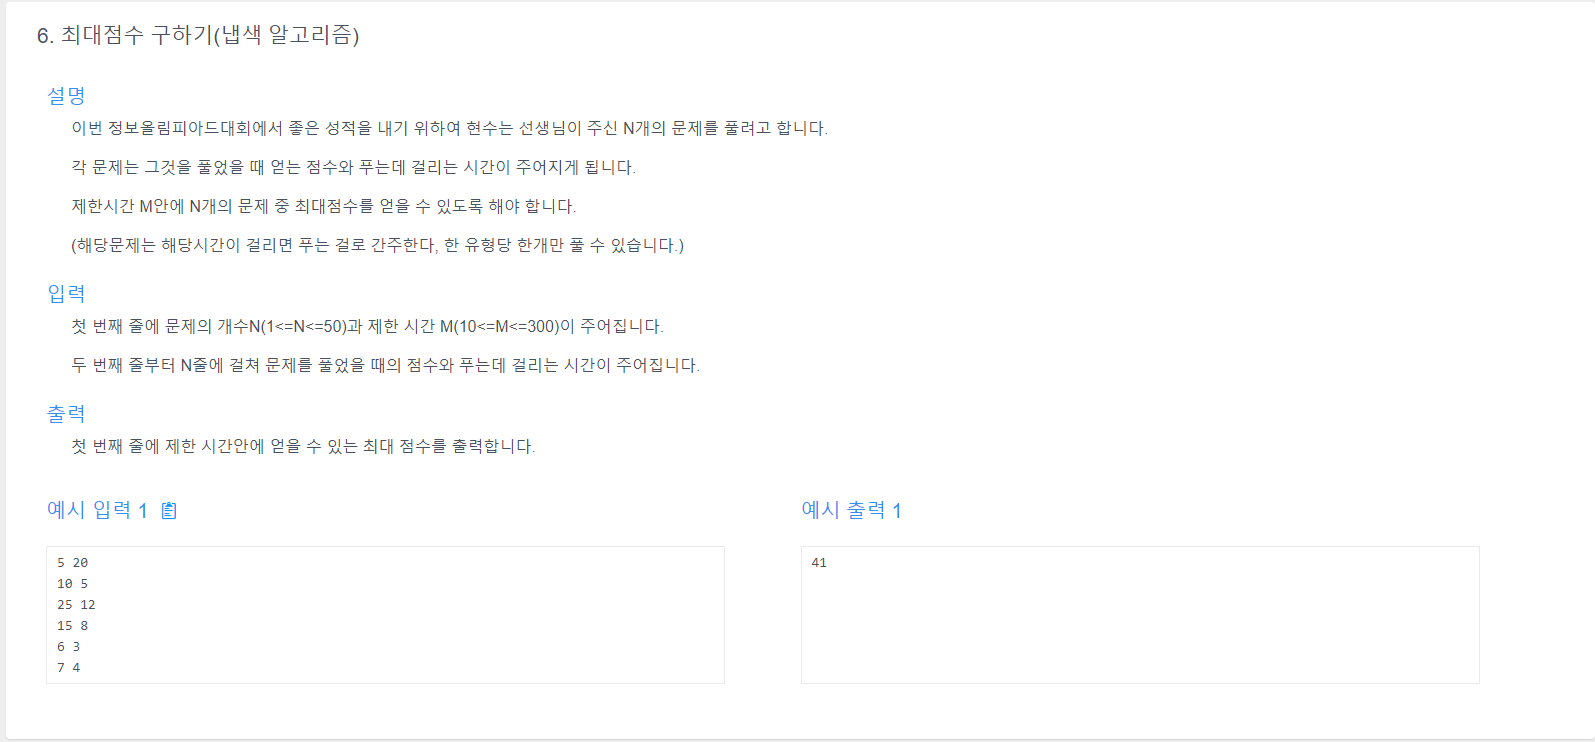 6. 최대점수 구하기(냅색 알고리즘)
설명
이번 정보올림피아드대회에서 좋은 성적을 내기 위하여 현수는 선생님이 주신 N개의 문제를 풀려고 합니다.
각 문제는 그것을 풀었을 때 얻는 점수와 푸는데 걸리는 시간이 주어지게 됩니다.
제한시간 M안에 N개의 문제 중 최대점수를 얻을 수 있도록 해야 합니다.
(해당문제는 해당시간이 걸리면 푸는 걸로 간주한다, 한 유형당 한개만 풀 수 있습니다.)
입력
첫 번째 줄에 문제의 개수N(1<=N<=50)과 제한 시간 M(10<=M<=300)이 주어집니다.
두 번째 줄부터 N줄에 걸쳐 문제를 풀었을 때의 점수와 푸는데 걸리는 시간이 주어집니다.
출력
첫 번째 줄에 제한 시간안에 얻을 수 있는 최대 점수를 출력합니다.
예시 입력 1
5 20
10 5
25 12
15 8
6 3
7 4
예시 출력 1
41